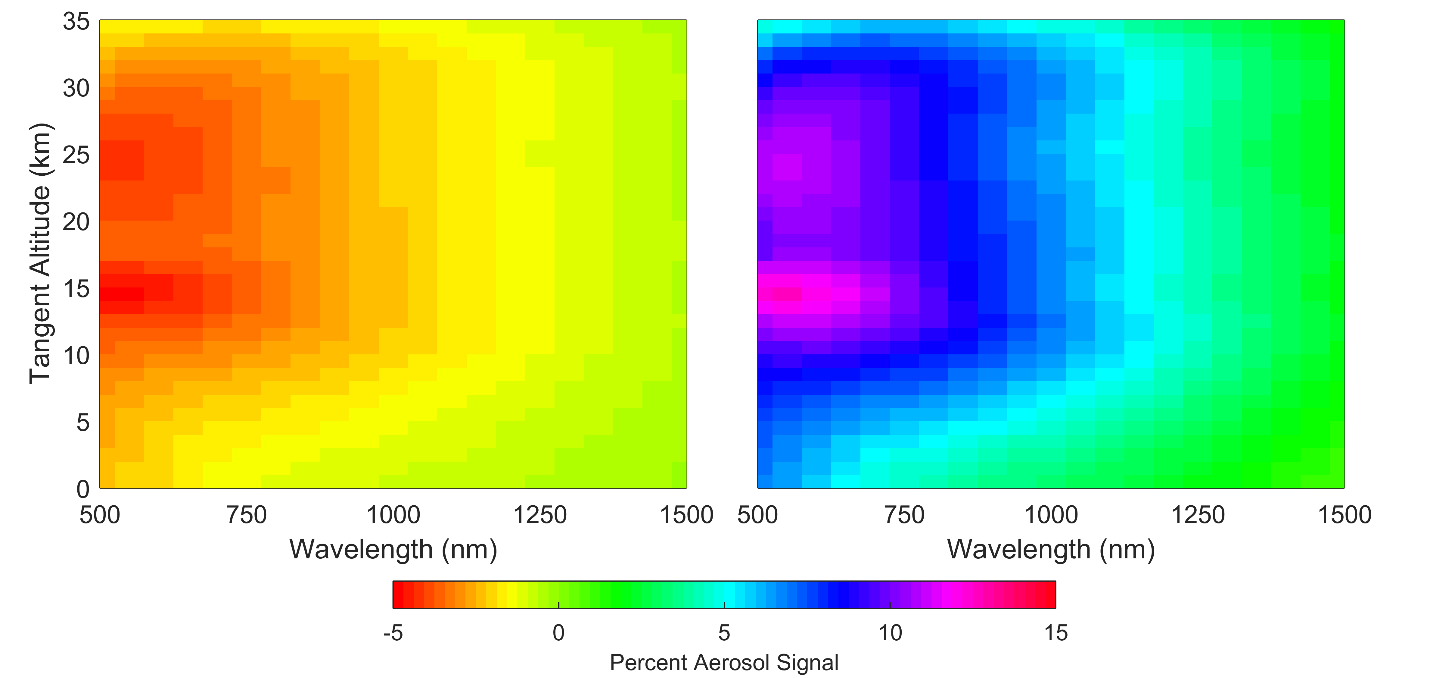 35
30
25
20
15
10
5
0
Tangent Altitude (km)
500 750 1000 1250 1500
500 750 1000 1250 1500
Wavelength (nm)
Wavelength (nm)
-5 0 5 10 15
Percent Aerosol Signal